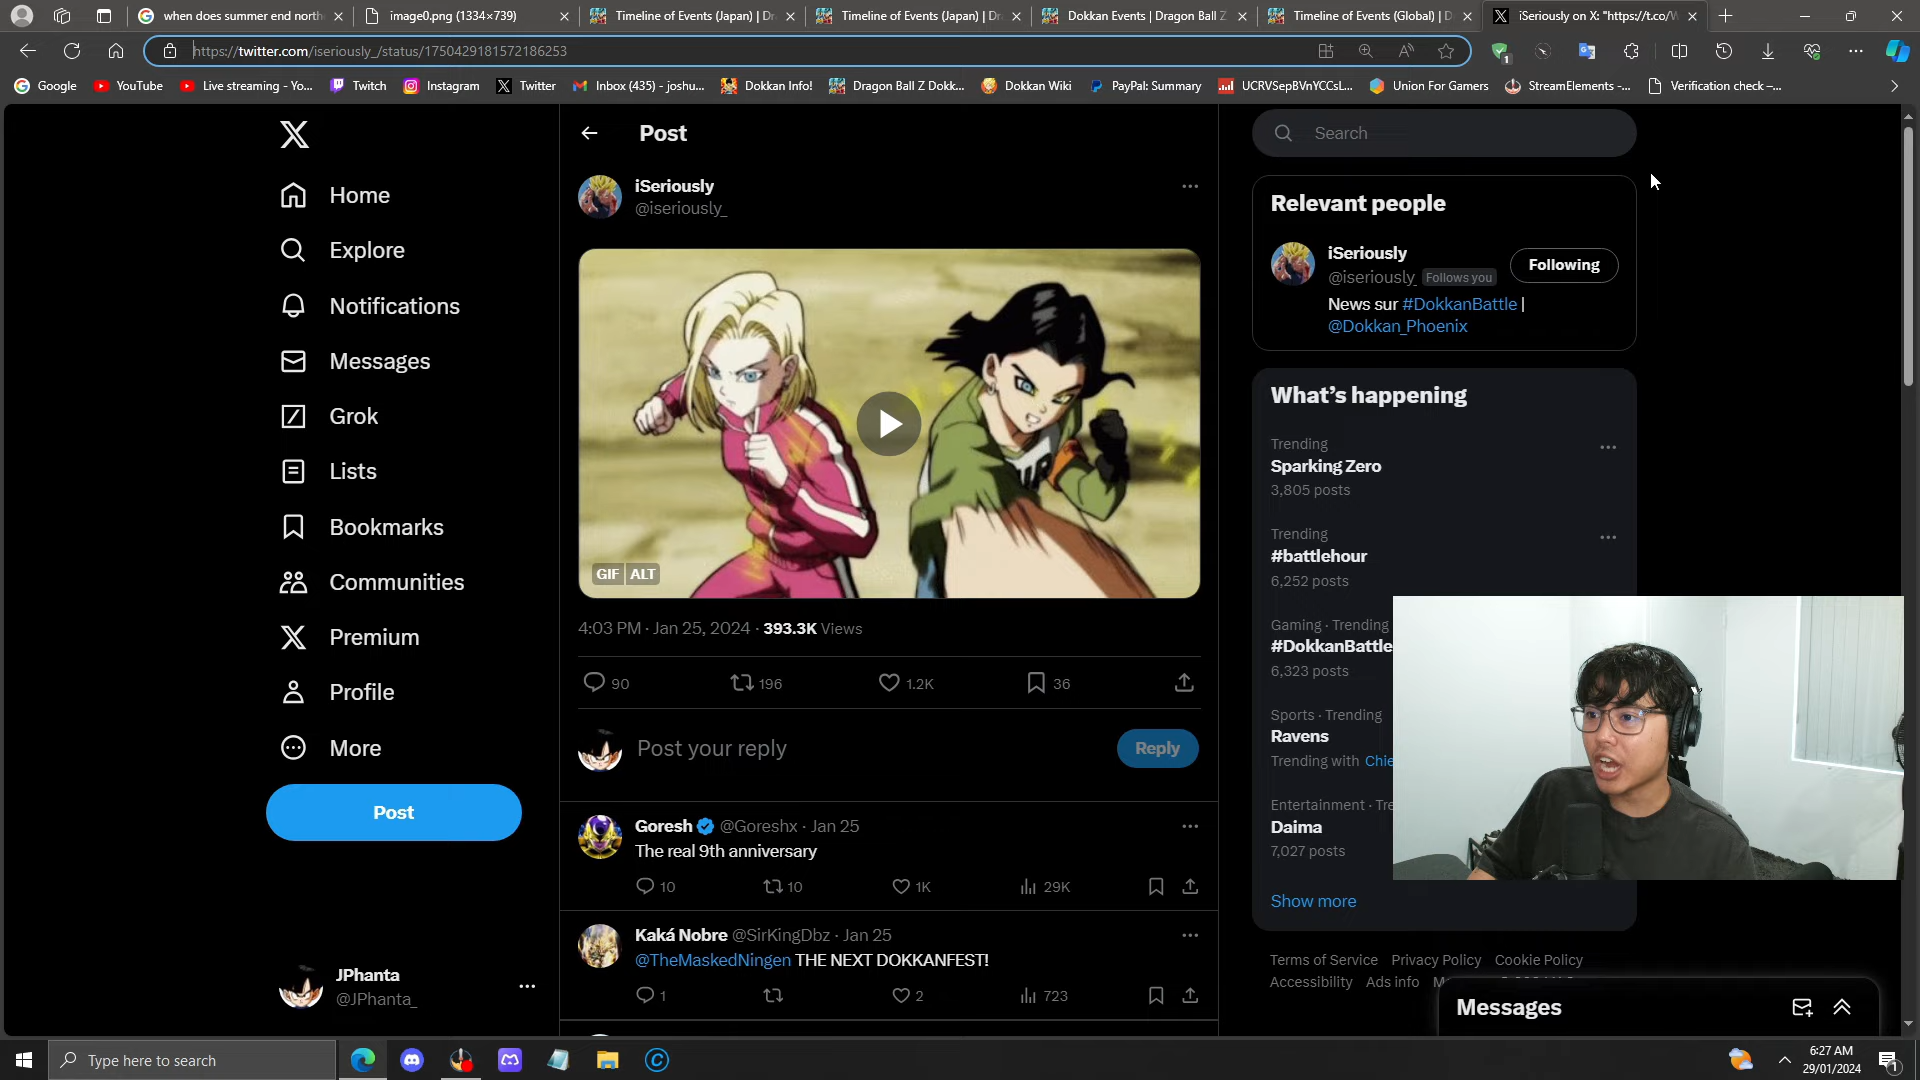 when does summer end north
image0.png (1334×739)
Timeline of Events (Japan) | Dr
Timeline of Events (Japan) | Dr
Dokkan Events | Dragon Ball Z
Timeline of Events (Global) | D
iSeriously on X: "https://t.co/W
https://twitter.com/iseriously_/status/1750429181572186253
1
Google
YouTube
Live streaming - Yo...
Twitch
Instagram
Twitter
Inbox (435) - joshu...
Dokkan Info!
Dragon Ball Z Dokk...
Dokkan Wiki
PayPal: Summary
UCRVSepBVnYCCsL...
Union For Gamers
StreamElements -...
Verification check –...
Home
Explore
Notifications
Messages
Grok
Lists
Bookmarks
Communities
Premium
Profile
More
Post
JPhanta
@JPhanta_
Post
iSeriously
@iseriously_
GIF ALT
4:03 PM · Jan 25, 2024 · 393.3K Views
90 196 1.2K 36
Post your reply
Reply
Goresh @Goreshx · Jan 25
The real 9th anniversary
10 10 1K 29K
Kaká Nobre @SirKingDbz · Jan 25
@TheMaskedNingen THE NEXT DOKKANFEST!
1 2 723
Search
Relevant people
iSeriously
@iseriously_ Follows you
Following
News sur #DokkanBattle |
@Dokkan_Phoenix
What's happening
Trending
Sparking Zero
3,805 posts
Trending
#battlehour
6,252 posts
Gaming · Trending
#DokkanBattle
6,323 posts
Sports · Trending
Ravens
Trending with Chie
Entertainment · Tre
Daima
7,027 posts
Show more
Terms of Service Privacy Policy Cookie Policy
Accessibility Ads info
Messages
Type here to search
6:27 AM
29/01/2024
1